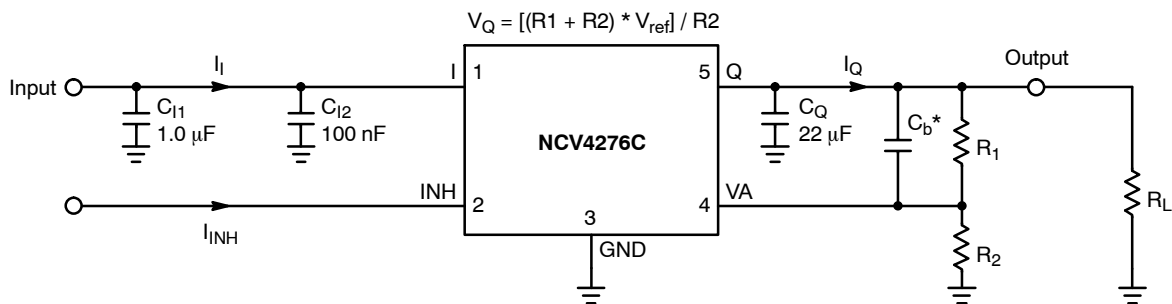 V_Q = [(R1 + R2) * V_ref] / R2
Input
I_I
C_I1
1.0 μF
C_I2
100 nF
I 1
NCV4276C
5 Q
I_Q
Output
C_Q
22 μF
C_b*
R_1
R_L
I_INH
INH 2
3
GND
4 VA
R_2